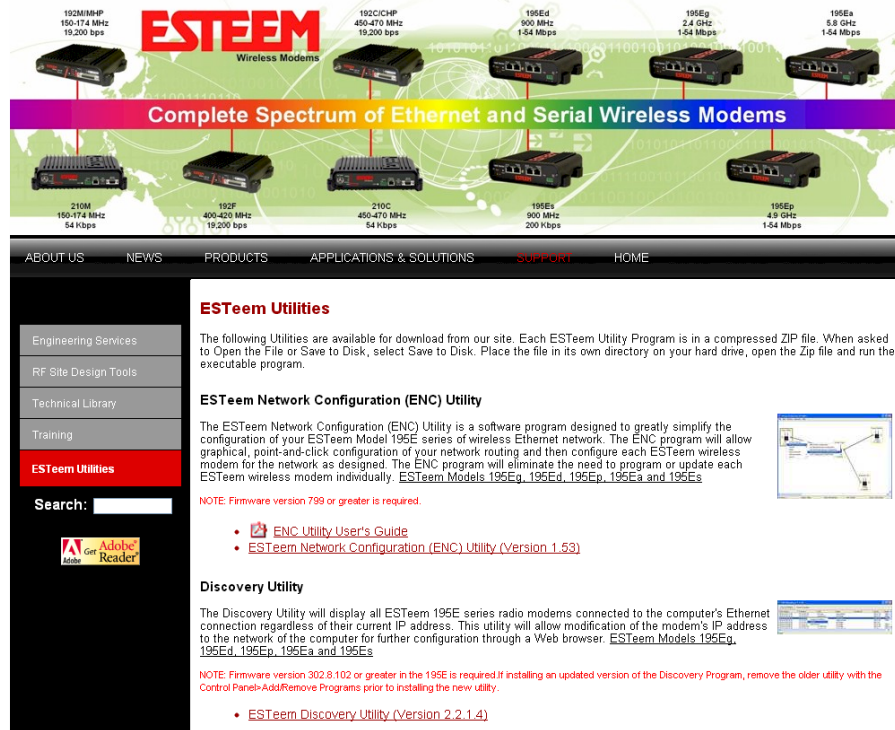 192M/MHP
150-174 MHz
19,200 bps
ESTEEM
Wireless Modems
192C/CHP
450-470 MHz
19,200 bps
195Ed
900 MHz
1-54 Mbps
195Eg
2.4 GHz
1-54 Mbps
195Ea
5.8 GHz
1-54 Mbps
Complete Spectrum of Ethernet and Serial Wireless Modems
210M
150-174 MHz
54 Kbps
192F
400-420 MHz
19,200 bps
210C
450-470 MHz
54 Kbps
195Es
900 MHz
200 Kbps
195Ep
4.9 GHz
1-54 Mbps
ABOUT US NEWS PRODUCTS APPLICATIONS & SOLUTIONS SUPPORT HOME
Engineering Services
RF Site Design Tools
Technical Library
Training
ESTeem Utilities
Search:
Adobe
Get Adobe®
Reader®
ESTeem Utilities
The following Utilities are available for download from our site. Each ESTeem Utility Program is in a compressed ZIP file. When asked
to Open the File or Save to Disk, select Save to Disk. Place the file in its own directory on your hard drive, open the Zip file and run the
executable program.
ESTeem Network Configuration (ENC) Utility
The ESTeem Network Configuration (ENC) Utility is a software program designed to greatly simplify the
configuration of your ESTeem Model 195E series of wireless Ethernet network. The ENC program will allow
graphical, point-and-click configuration of your network routing and then configure each ESTeem wireless
modem for the network as designed. The ENC program will eliminate the need to program or update each
ESTeem wireless modem individually. ESTeem Models 195Eg, 195Ed, 195Ep, 195Ea and 195Es
NOTE: Firmware version 799 or greater is required.
• ENC Utility User's Guide
• ESTeem Network Configuration (ENC) Utility (Version 1.53)
Discovery Utility
The Discovery Utility will display all ESTeem 195E series radio modems connected to the computer's Ethernet
connection regardless of their current IP address. This utility will allow modification of the modem's IP address
to the network of the computer for further configuration through a Web browser. ESTeem Models 195Eg,
195Ed, 195Ep, 195Ea and 195Es
NOTE: Firmware version 302.8.102 or greater in the 195E is required.If installing an updated version of the Discovery Program, remove the older utility with the
Control Panel>Add/Remove Programs prior to installing the new utility.
• ESTeem Discovery Utility (Version 2.2.1.4)